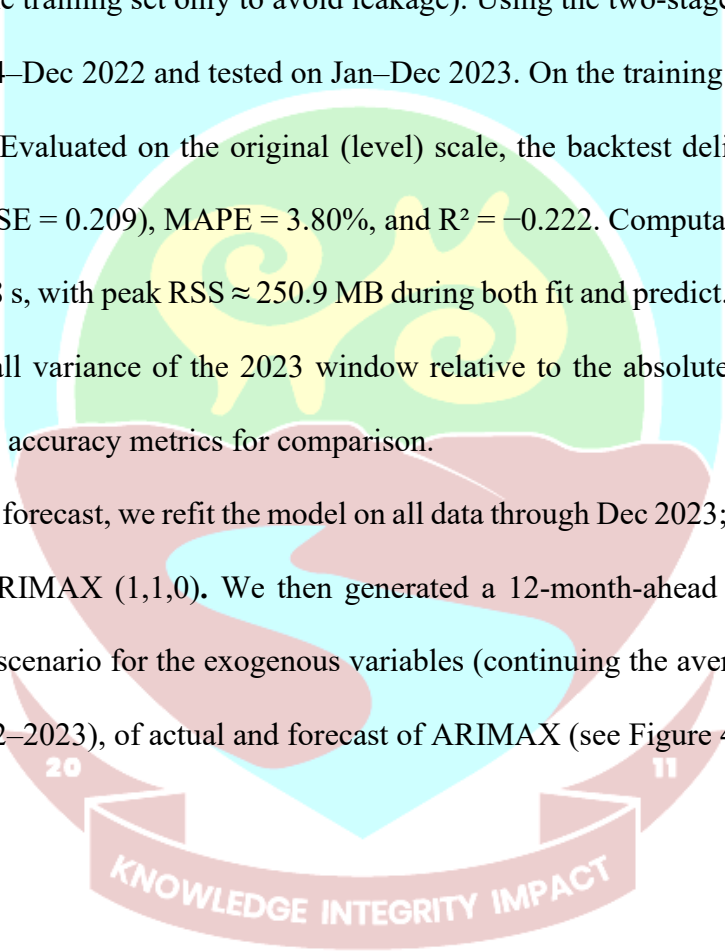 training set only to avoid leakage). Using the two-stage
–Dec 2022 and tested on Jan–Dec 2023. On the training
Evaluated on the original (level) scale, the backtest deli
SE = 0.209), MAPE = 3.80%, and R² = −0.222. Computa
s, with peak RSS ≈ 250.9 MB during both fit and predict.
all variance of the 2023 window relative to the absolute
accuracy metrics for comparison.
forecast, we refit the model on all data through Dec 2023;
RIMAX (1,1,0). We then generated a 12-month-ahead
scenario for the exogenous variables (continuing the aver
2–2023), of actual and forecast of ARIMAX (see Figure 4
20 11
KNOWLEDGE INTEGRITY IMPACT